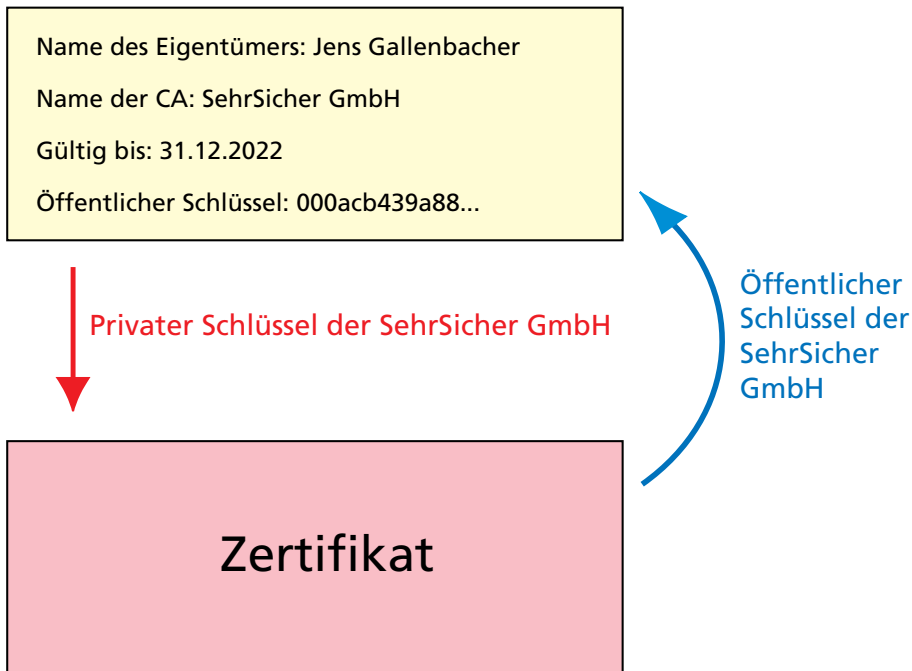 Name des Eigentümers: Jens Gallenbacher
Name der CA: SehrSicher GmbH
Gültig bis: 31.12.2022
Öffentlicher Schlüssel: 000acb439a88...
Privater Schlüssel der SehrSicher GmbH
Öffentlicher
Schlüssel der
SehrSicher
GmbH
Zertifikat